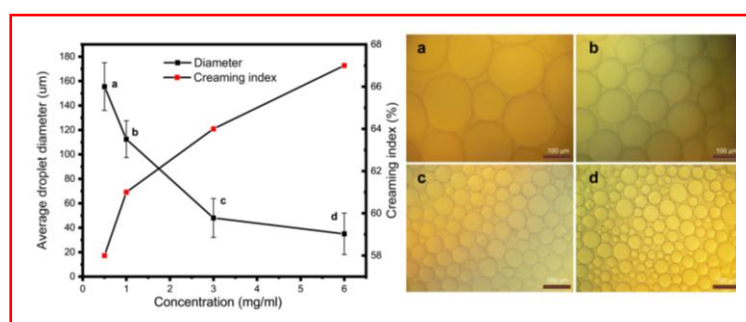 Average droplet diameter (um)
180
160
140
120
100
80
60
40
20
0
Diameter
Creaming index
a
b
c
d
68
66
64
62
60
58
Creaming index (%)
0
1
2
3
4
5
6
Concentration (mg/ml)
a
100 μm
b
100 μm
c
100 μm
d